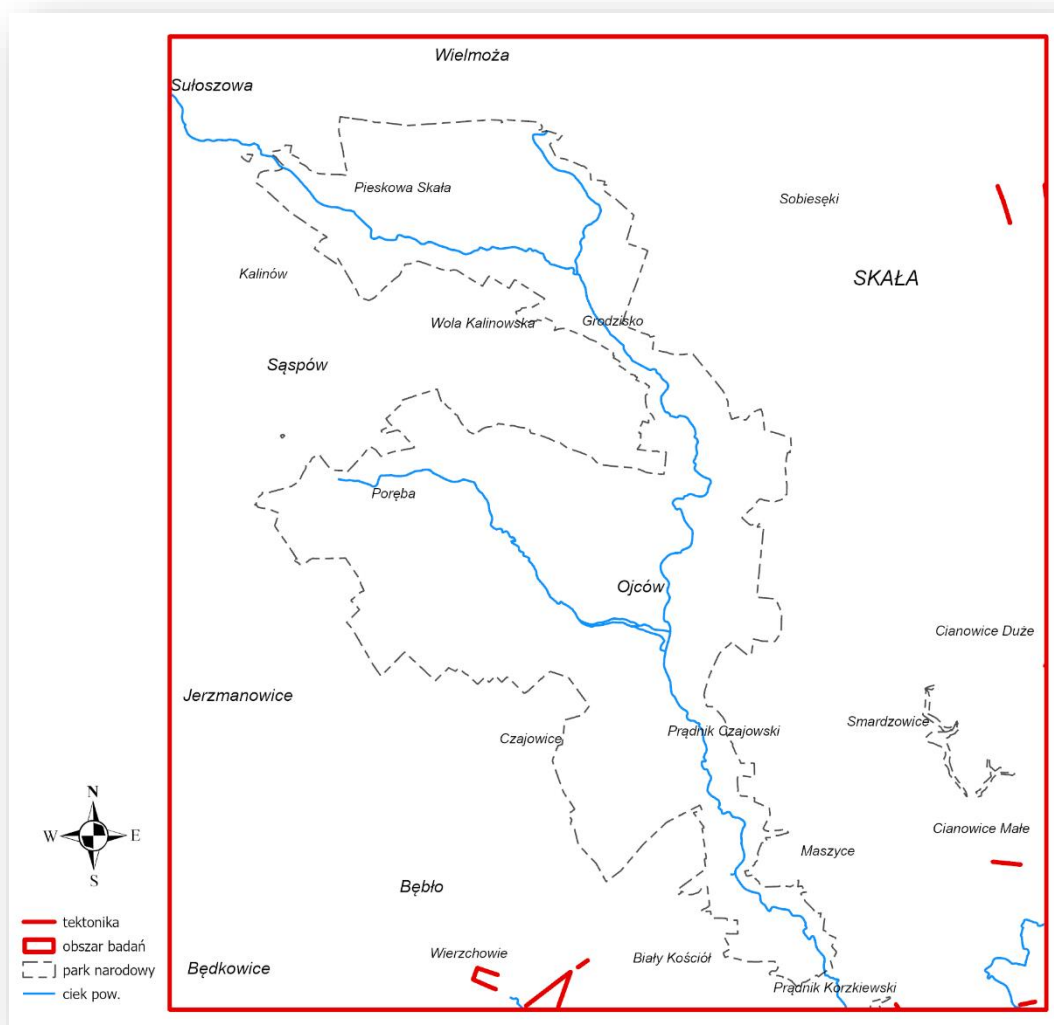 Wielmoża
Sułoszowa
Pieskowa Skała
Sobiesęki
Kalinów
SKAŁA
Wola Kalinowska
Grodzisko
Sąspów
Poręba
Ojców
Cianowice Duże
Jerzmanowice
Smardzowice
Czajowice
Prądnik Czajowski
N
W
E
S
Cianowice Małe
Maszyce
Bębło
tektonika
obszar badań
park narodowy
ciek pow.
Wierzchowie
Biały Kościół
Będkowice
Prądnik Korzkiewski